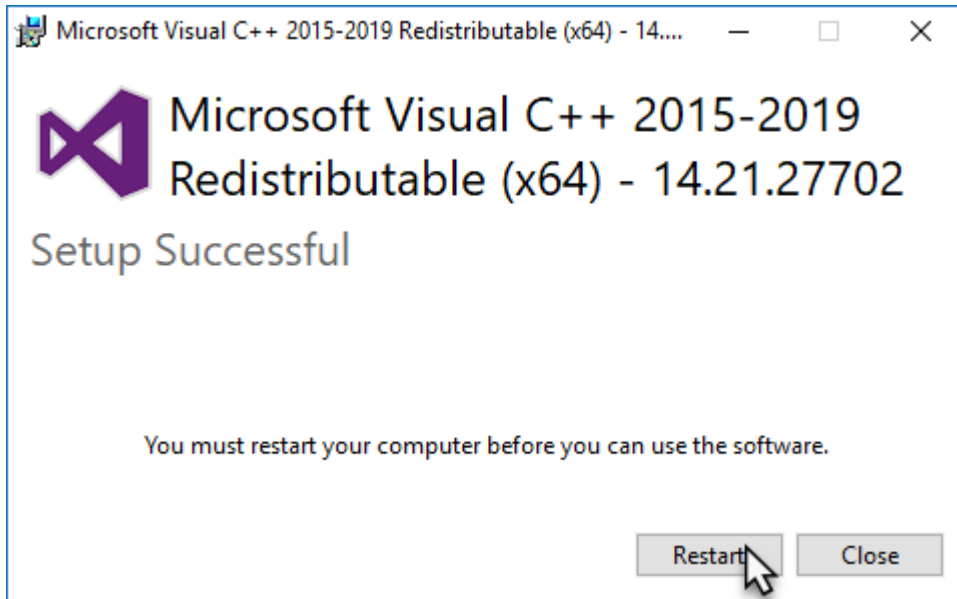 Microsoft Visual C++ 2015-2019 Redistributable (x64) - 14....
Microsoft Visual C++ 2015-2019
Redistributable (x64) - 14.21.27702
Setup Successful
You must restart your computer before you can use the software.
Restart
Close